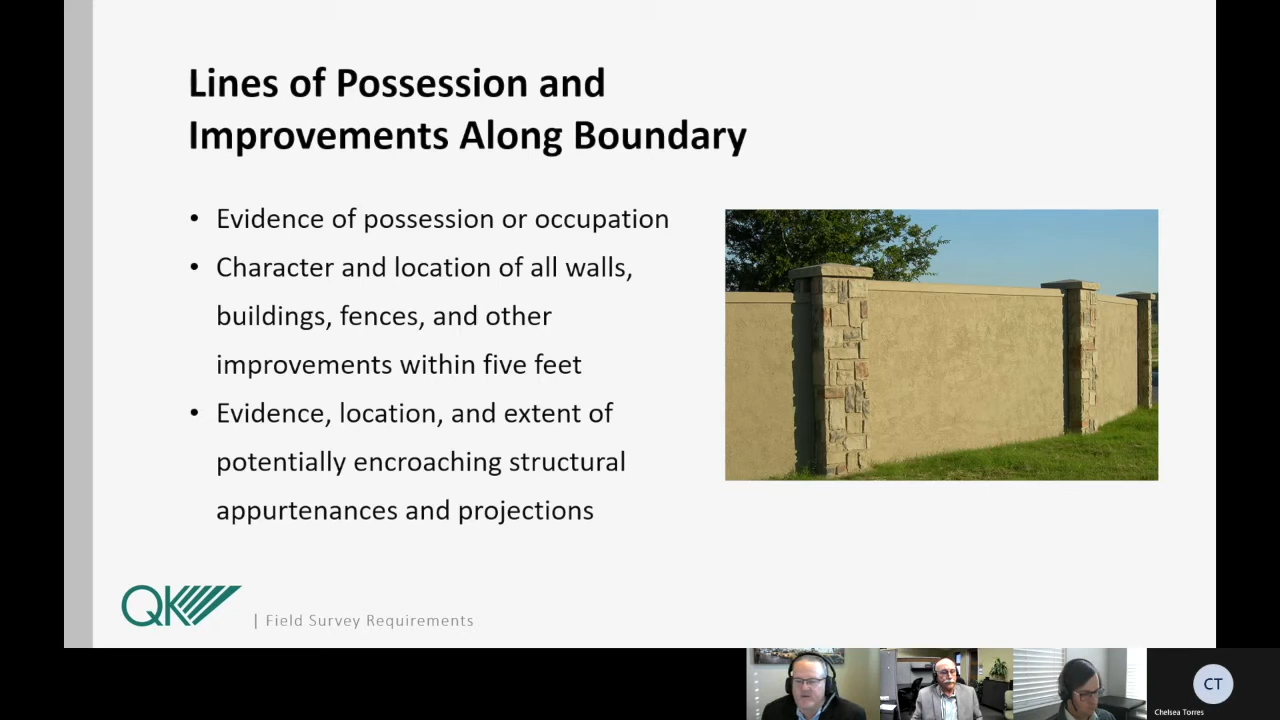 Lines of Possession and
Improvements Along Boundary
• Evidence of possession or occupation
• Character and location of all walls,
buildings, fences, and other
improvements within five feet
• Evidence, location, and extent of
potentially encroaching structural
appurtenances and projections
QK
| Field Survey Requirements
CT
Chelsea Torres